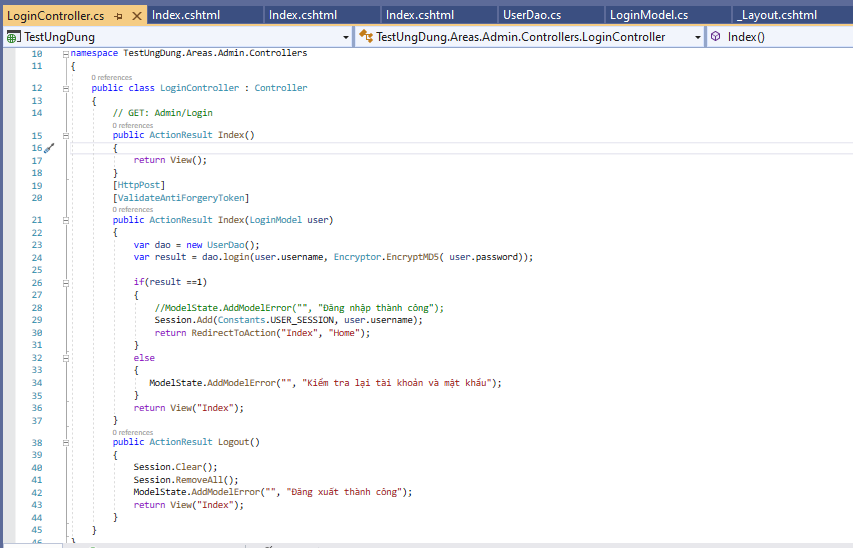 LoginController.cs
Index.cshtml
Index.cshtml
Index.cshtml
UserDao.cs
LoginModel.cs
_Layout.cshtml
TestUngDung
TestUngDung.Areas.Admin.Controllers.LoginController
Index()
10 namespace TestUngDung.Areas.Admin.Controllers
11 {
0 references
12 public class LoginController : Controller
13 {
14 // GET: Admin/Login
0 references
15 public ActionResult Index()
16 {
17 return View();
18 }
19 [HttpPost]
20 [ValidateAntiForgeryToken]
0 references
21 public ActionResult Index(LoginModel user)
22 {
23 var dao = new UserDao();
24 var result = dao.login(user.username, Encryptor.EncryptMD5( user.password));
25
26 if(result ==1)
27 {
28 //ModelState.AddModelError("", "Đăng nhập thành công");
29 Session.Add(Constants.USER_SESSION, user.username);
30 return RedirectToAction("Index", "Home");
31 }
32 else
33 {
34 ModelState.AddModelError("", "Kiểm tra lại tài khoản và mật khẩu");
35 }
36 return View("Index");
37 }
0 references
38 public ActionResult Logout()
39 {
40 Session.Clear();
41 Session.RemoveAll();
42 ModelState.AddModelError("", "Đăng xuất thành công");
43 return View("Index");
44 }
45 }
46 }